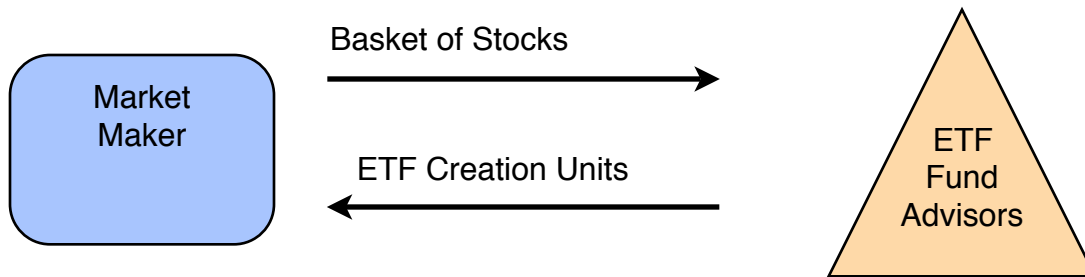 Basket of Stocks
Market
Maker
ETF Creation Units
ETF
Fund
Advisors